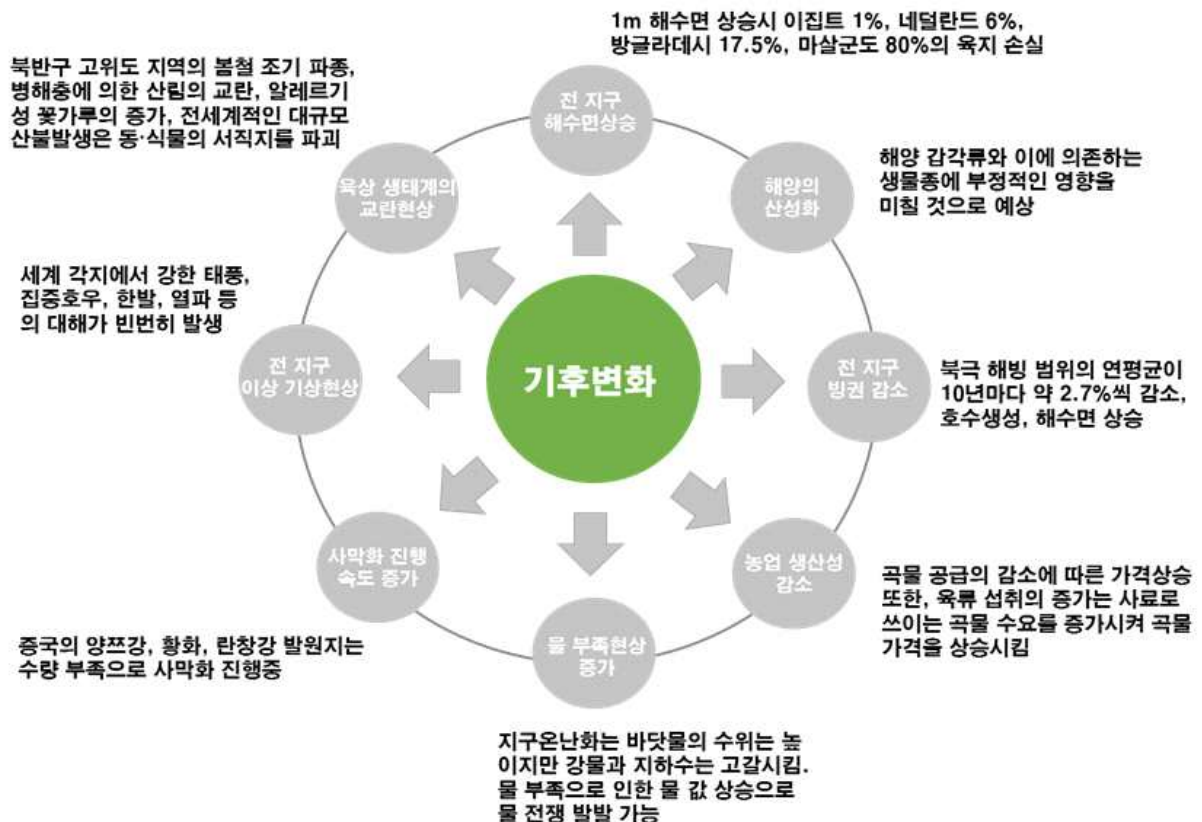 1m 해수면 상승시 이집트 1%, 네덜란드 6%,
방글라데시 17.5%, 마살군도 80%의 육지 손실
전 지구
해수면상승
해양 갑각류와 이에 의존하는
생물종에 부정적인 영향을
미칠 것으로 예상
해양의
산성화
북극 해빙 범위의 연평균이
10년마다 약 2.7%씩 감소,
호수생성, 해수면 상승
전 지구
빙권 감소
곡물 공급의 감소에 따른 가격상승
또한, 육류 섭취의 증가는 사료로
쓰이는 곡물 수요를 증가시켜 곡물
가격을 상승시킴
농업 생산성
감소
물 부족현상
증가
지구온난화는 바닷물의 수위는 높
이지만 강물과 지하수는 고갈시킴.
물 부족으로 인한 물 값 상승으로
물 전쟁 발발 가능
사막화 진행
속도 증가
중국의 양쯔강, 황화, 란창강 발원지는
수량 부족으로 사막화 진행중
전 지구
이상 기상현상
세계 각지에서 강한 태풍,
집중호우, 한발, 열파 등
의 대해가 빈번히 발생
육상 생태계의
교란현상
북반구 고위도 지역의 봄철 조기 파종,
병해충에 의한 산림의 교란, 알레르기
성 꽃가루의 증가, 전세계적인 대규모
산불발생은 동·식물의 서직지를 파괴
기후변화